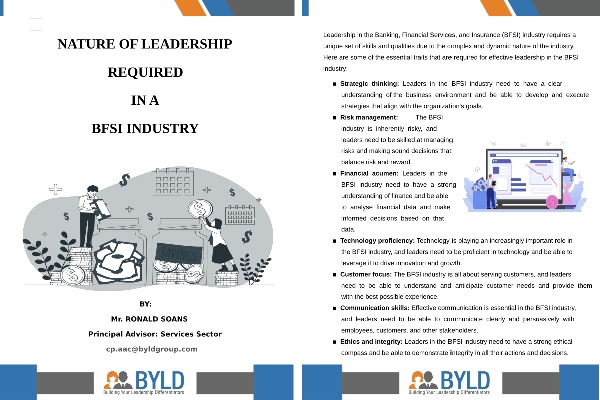 NATURE OF LEADERSHIP
REQUIRED
IN A
BFSI INDUSTRY
SAVINGS
BY:
Mr. RONALD SOANS
Principal Advisor: Services Sector
cp.aac@byldgroup.com
BYLD
Building Your Leadership Differentiators
Leadership in the Banking, Financial Services, and Insurance (BFSI) industry requires a
unique set of skills and qualities due to the complex and dynamic nature of the industry.
Here are some of the essential traits that are required for effective leadership in the BFSI
industry:
■ Strategic thinking: Leaders in the BFSI industry need to have a clear
understanding of the business environment and be able to develop and execute
strategies that align with the organization's goals.
■ Risk management: The BFSI
industry is inherently risky, and
leaders need to be skilled at managing
risks and making sound decisions that
balance risk and reward.
■ Financial acumen: Leaders in the
BFSI industry need to have a strong
understanding of finance and be able
to analyse financial data and make
informed decisions based on that
data.
■ Technology proficiency: Technology is playing an increasingly important role in
the BFSI industry, and leaders need to be proficient in technology and be able to
leverage it to drive innovation and growth.
■ Customer focus: The BFSI industry is all about serving customers, and leaders
need to be able to understand and anticipate customer needs and provide them
with the best possible experience.
■ Communication skills: Effective communication is essential in the BFSI industry,
and leaders need to be able to communicate clearly and persuasively with
employees, customers, and other stakeholders.
■ Ethics and integrity: Leaders in the BFSI industry need to have a strong ethical
compass and be able to demonstrate integrity in all their actions and decisions.
BYLD
Building Your Leadership Differentiators